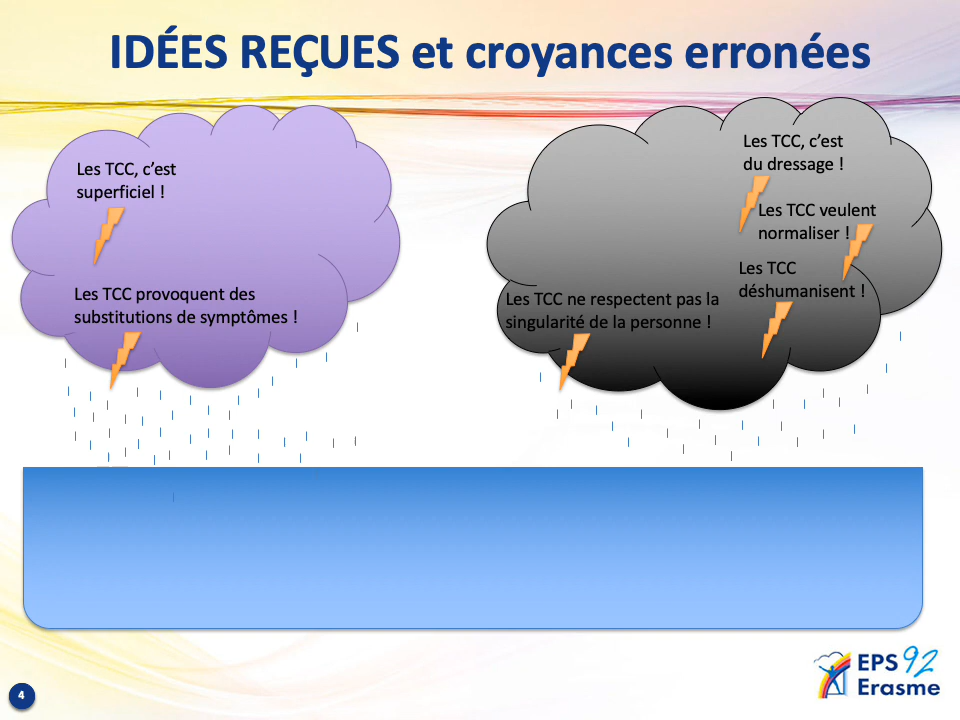 IDÉES REÇUES et croyances erronées
Les TCC, c’est
superficiel !
Les TCC provoquent des
substitutions de symptômes !
Les TCC, c’est
du dressage !
Les TCC veulent
normaliser !
Les TCC
déshumanisent !
Les TCC ne respectent pas la
singularité de la personne !
4
EPS 92
Erasme